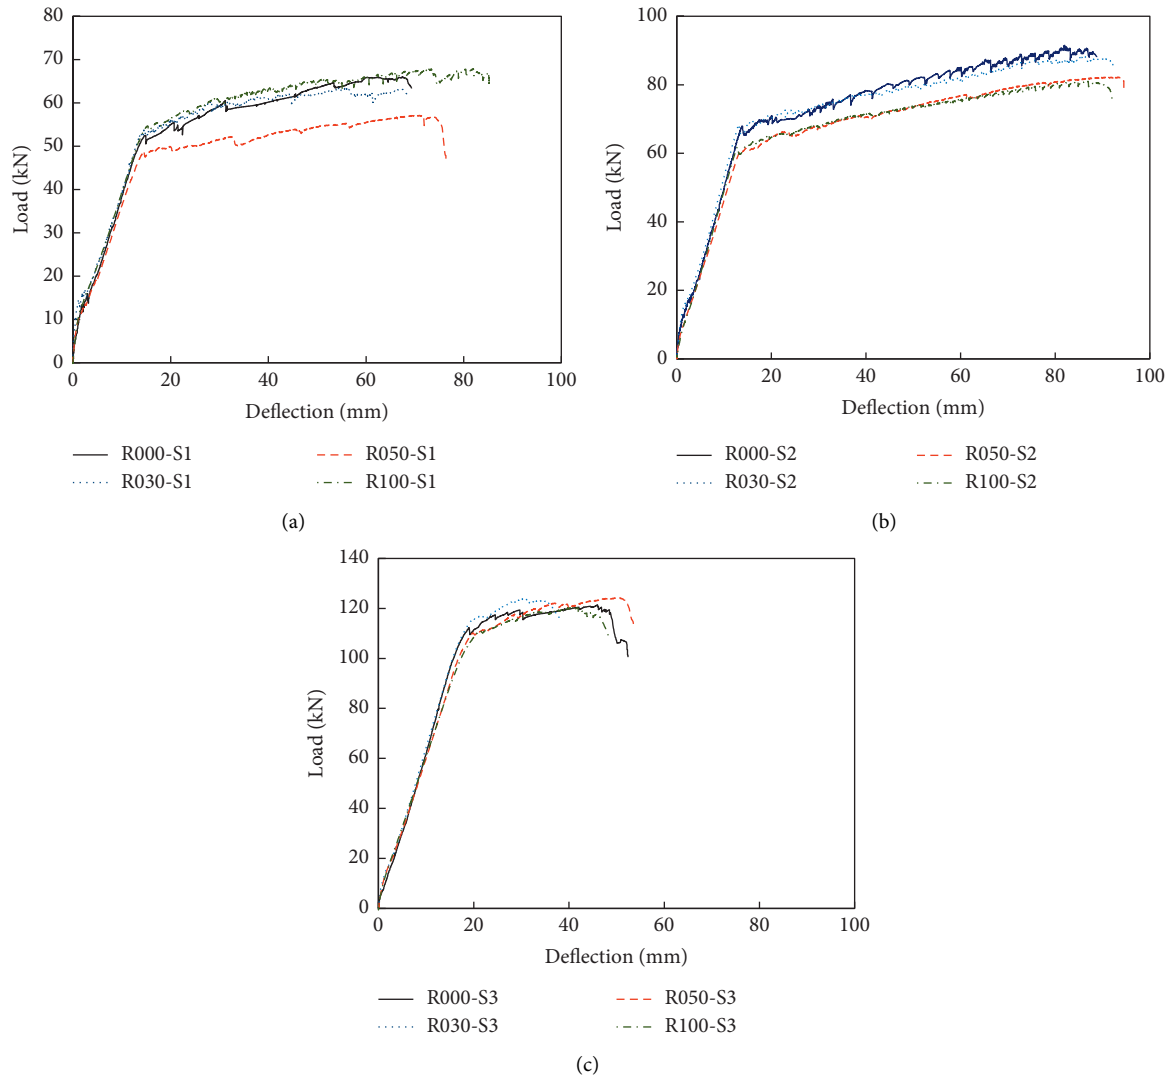 80
70
60
50
40
30
20
10
0
Load (kN)
0 20 40 60 80 100
Deflection (mm)
R000-S1 R050-S1
R030-S1 R100-S1
(a)
100
80
60
40
20
0
Load (kN)
0 20 40 60 80 100
Deflection (mm)
R000-S2 R050-S2
R030-S2 R100-S2
(b)
140
120
100
80
60
40
20
0
Load (kN)
0 20 40 60 80 100
Deflection (mm)
R000-S3 R050-S3
R030-S3 R100-S3
(c)